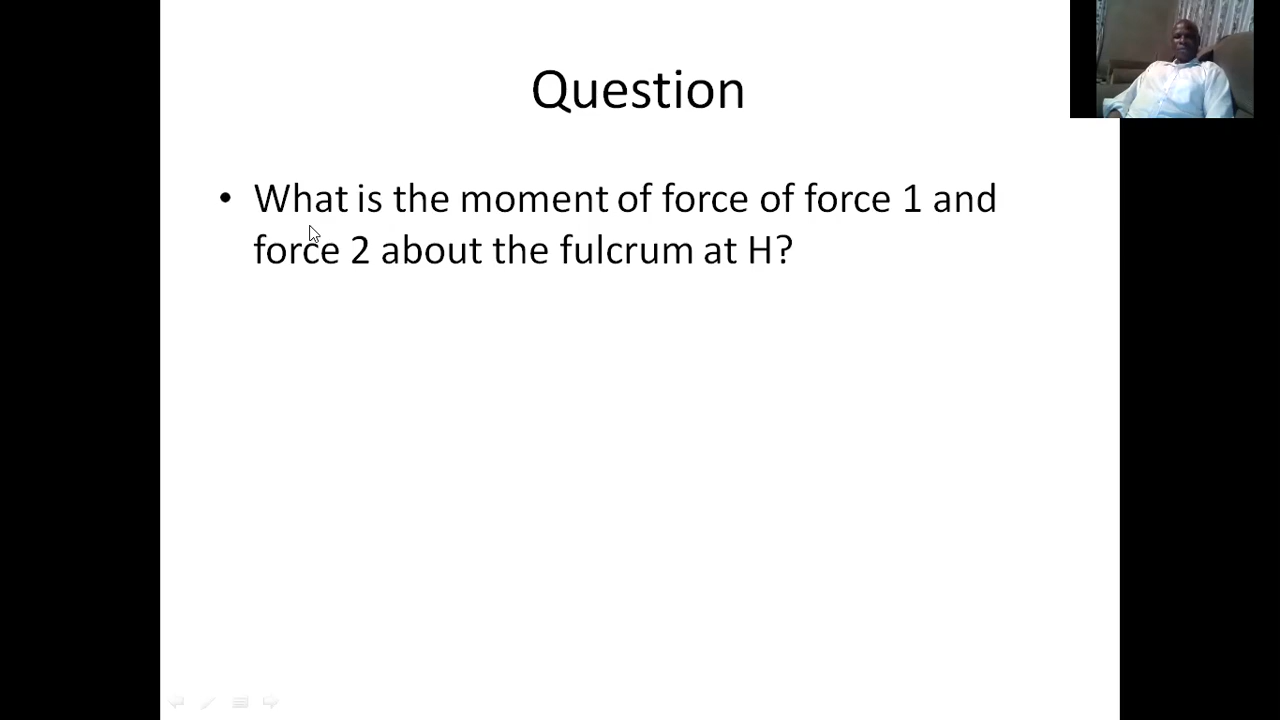 Question
• What is the moment of force of force 1 and
force 2 about the fulcrum at H?